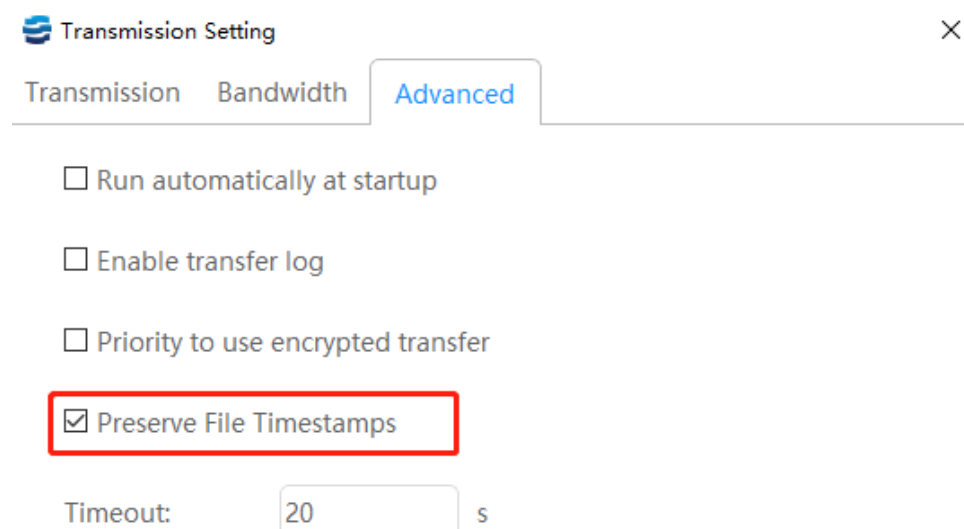 Transmission Setting
Transmission Bandwidth Advanced
Run automatically at startup
Enable transfer log
Priority to use encrypted transfer
Preserve File Timestamps
Timeout: 20 s